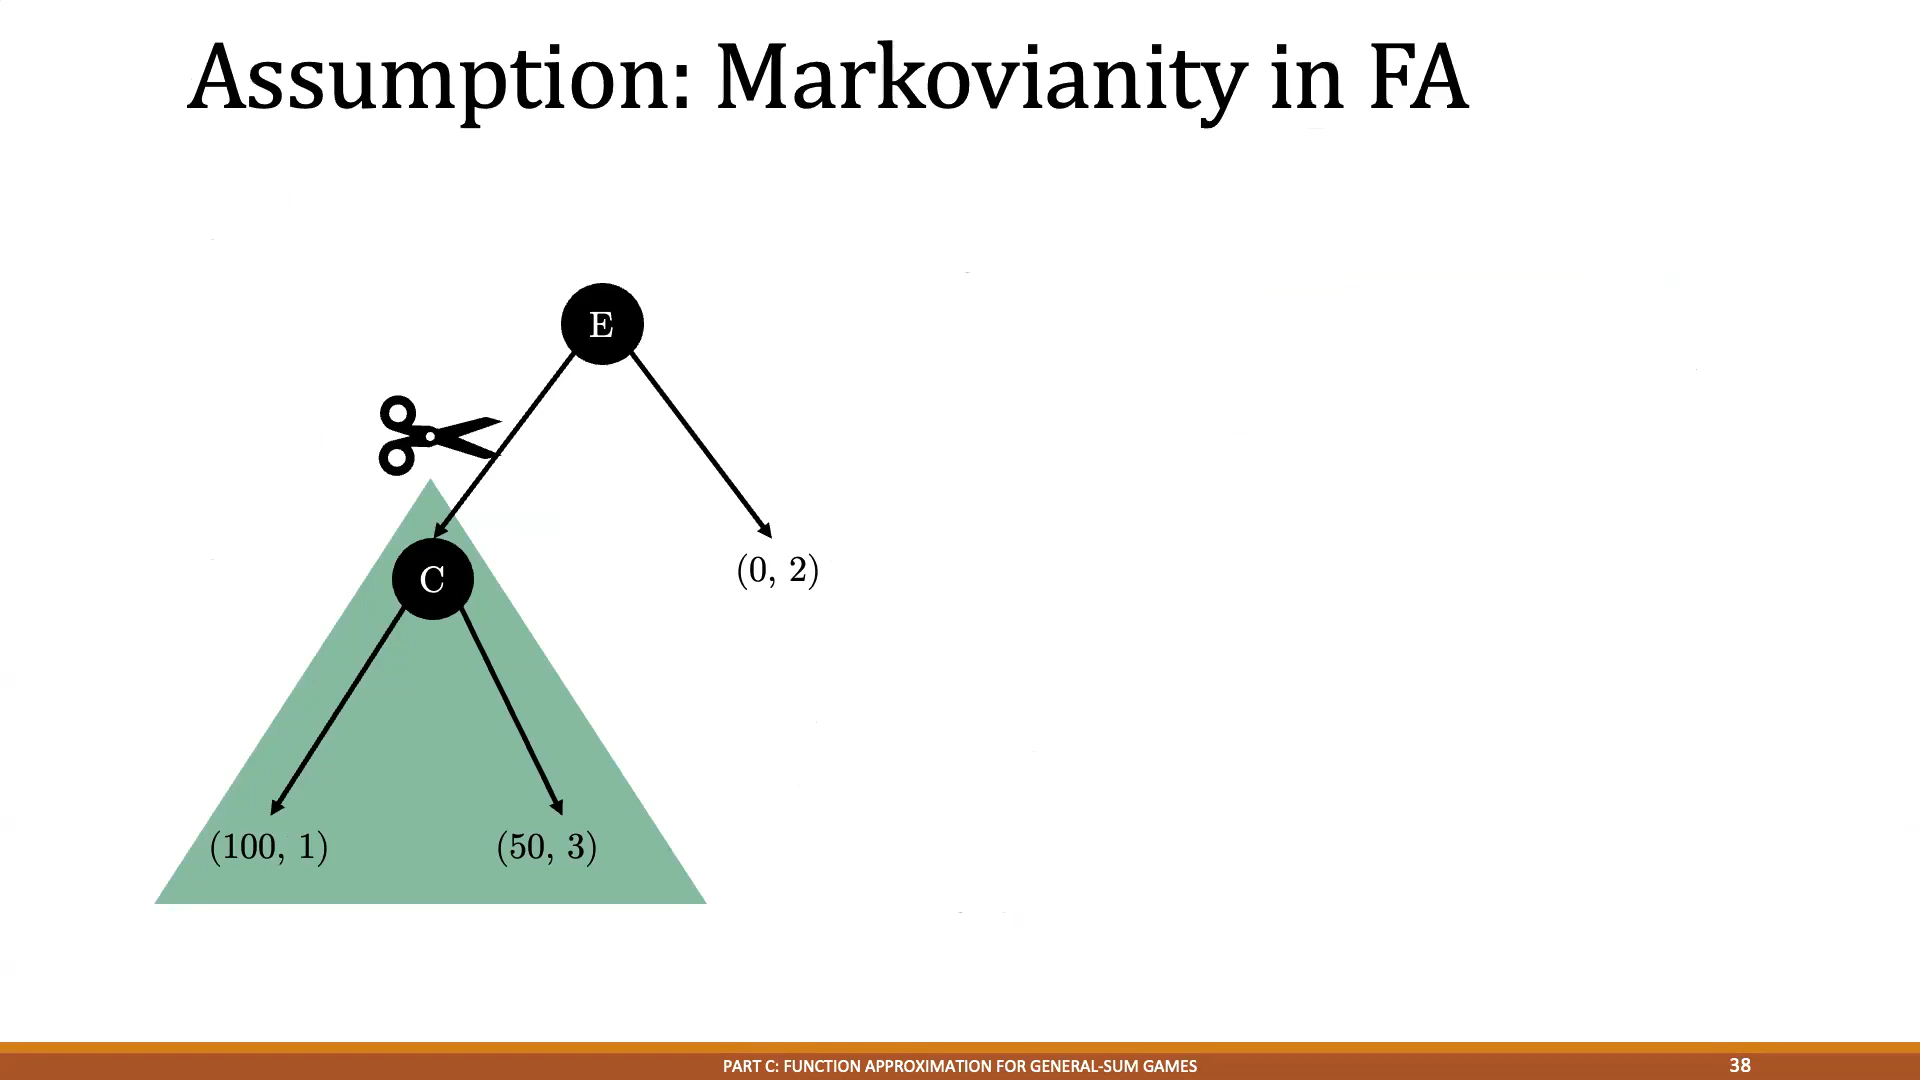 Assumption: Markovianity in FA
E
C
(0, 2)
(100, 1)
(50, 3)
PART C: FUNCTION APPROXIMATION FOR GENERAL-SUM GAMES
38